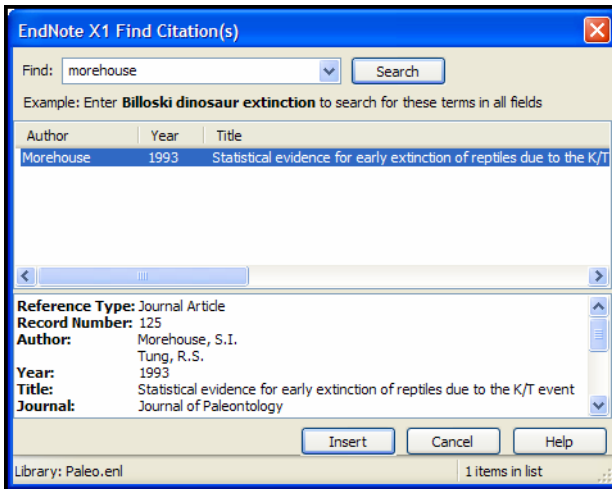 EndNote X1 Find Citation(s)
Find: morehouse Search
Example: Enter Billoski dinosaur extinction to search for these terms in all fields
Author Year Title
Morehouse 1993 Statistical evidence for early extinction of reptiles due to the K/T
Reference Type: Journal Article
Record Number: 125
Author: Morehouse, S.I.
Tung, R.S.
Year: 1993
Title: Statistical evidence for early extinction of reptiles due to the K/T event
Journal: Journal of Paleontology
Insert Cancel Help
Library: Paleo.enl 1 items in list